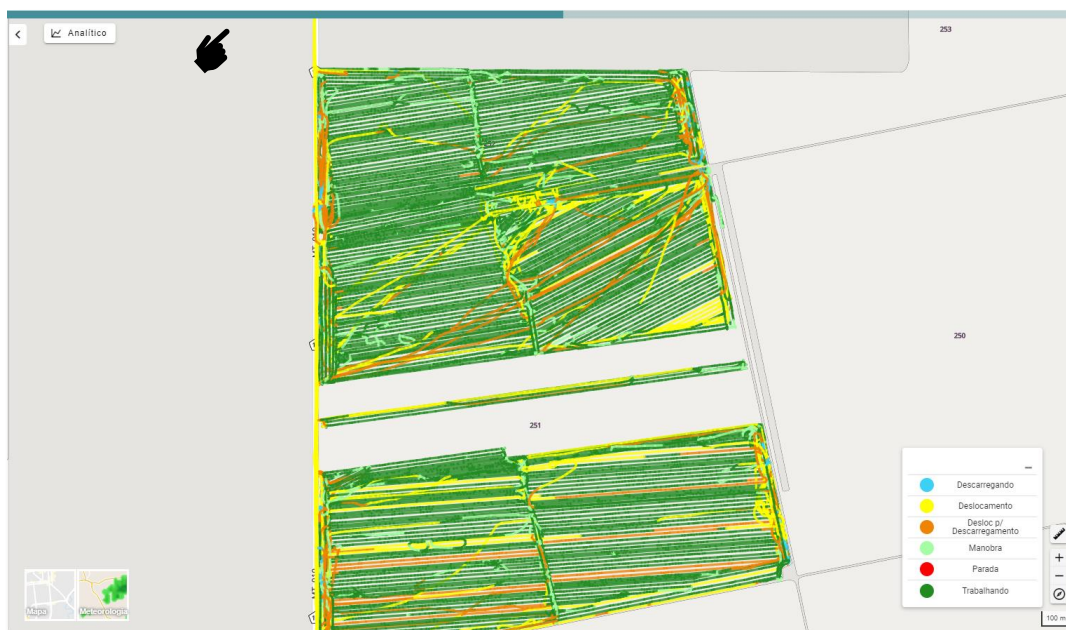 Analítico
253
250
251
Descarregando
Deslocamento
Desloc p/
Descarregamento
Manobra
Parada
Trabalhando
Mapa
Meteorologia
100 m